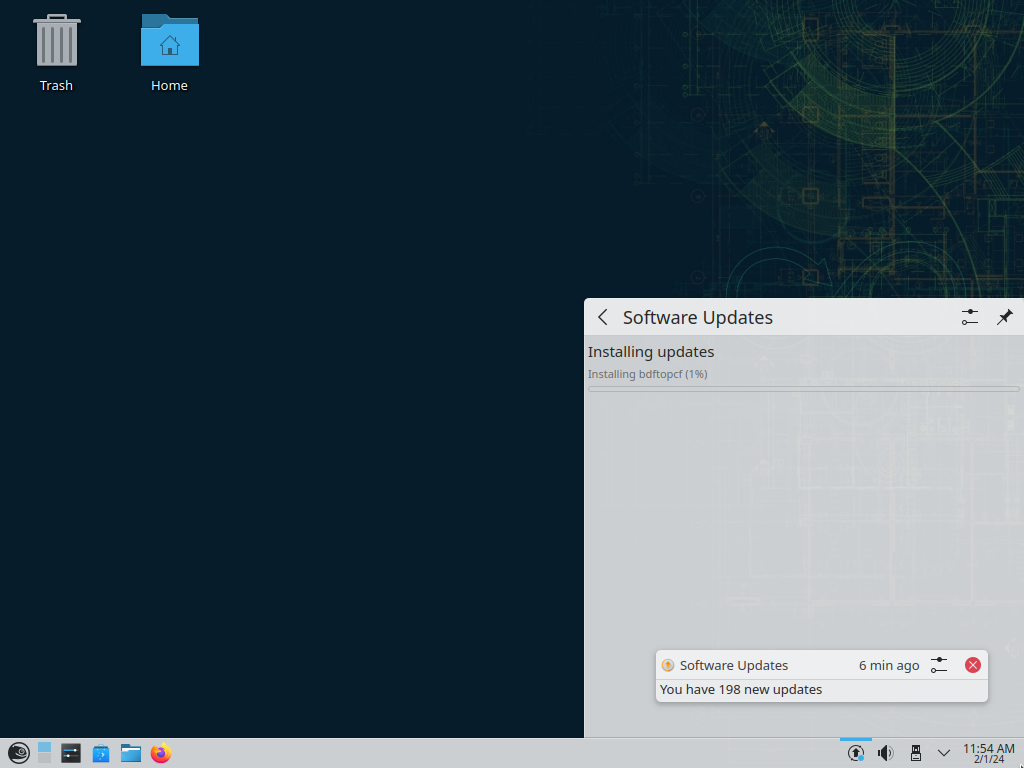 Trash
Home
Software Updates
Installing updates
Installing bdftopcf (1%)
Software Updates 6 min ago
You have 198 new updates
11:54 AM
2/1/24